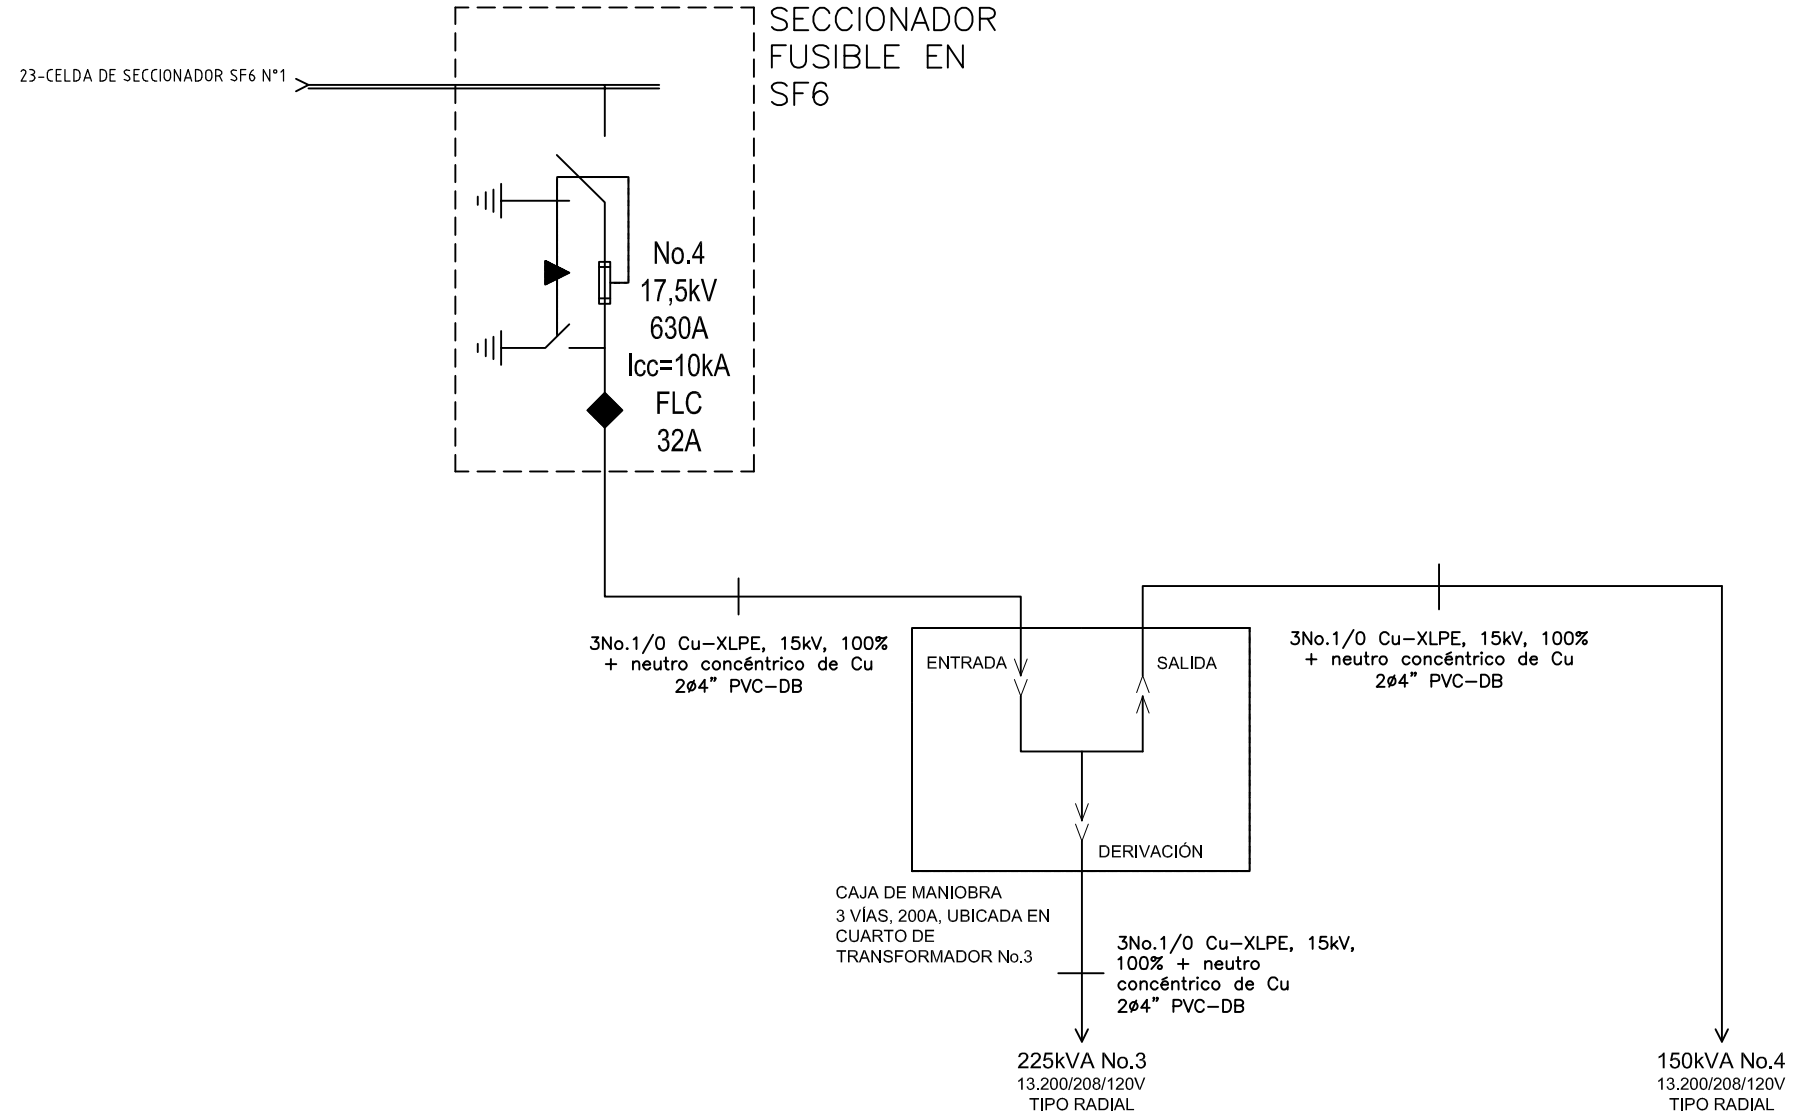 SECCIONADOR
FUSIBLE EN
SF6
23-CELDA DE SECCIONADOR SF6 N°1
No.4
17,5kV
630A
Icc=10kA
FLC
32A
3No.1/0 Cu-XLPE, 15kV, 100%
+ neutro concéntrico de Cu
2ø4" PVC-DB
ENTRADA
SALIDA
DERIVACIÓN
3No.1/0 Cu-XLPE, 15kV, 100%
+ neutro concéntrico de Cu
2ø4" PVC-DB
CAJA DE MANIOBRA
3 VÍAS, 200A, UBICADA EN
CUARTO DE
TRANSFORMADOR No.3
3No.1/0 Cu-XLPE, 15kV,
100% + neutro
concéntrico de Cu
2ø4" PVC-DB
225kVA No.3
13.200/208/120V
TIPO RADIAL
150kVA No.4
13.200/208/120V
TIPO RADIAL